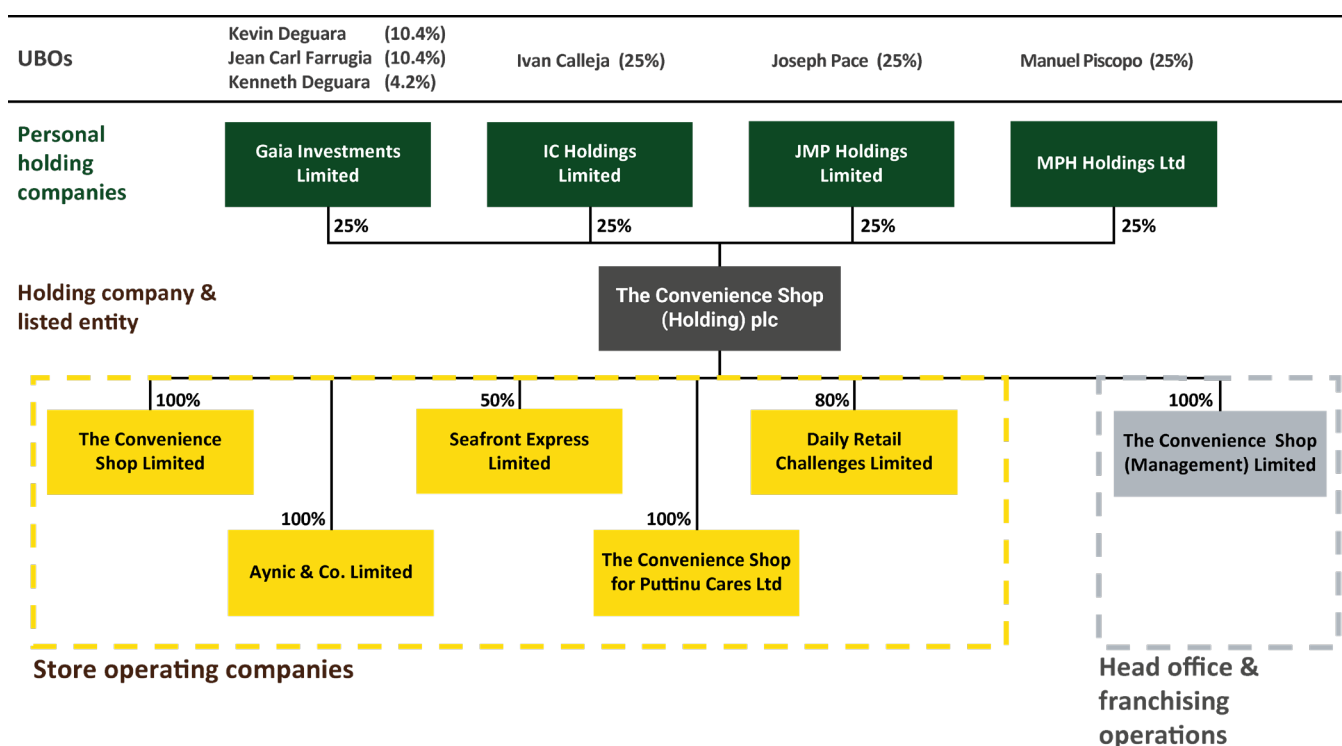 UBOs
Kevin Deguara (10.4%)
Jean Carl Farrugia (10.4%)
Kenneth Deguara (4.2%)
Ivan Calleja (25%)
Joseph Pace (25%)
Manuel Piscopo (25%)
Personal
holding
companies
Gaia Investments
Limited
IC Holdings
Limited
JMP Holdings
Limited
MPH Holdings Ltd
25%
25%
25%
25%
Holding company &
listed entity
The Convenience Shop
(Holding) plc
100%
The Convenience
Shop Limited
100%
Aynic & Co. Limited
50%
Seafront Express
Limited
100%
The Convenience Shop
for Puttinu Cares Ltd
80%
Daily Retail
Challenges Limited
100%
The Convenience Shop
(Management) Limited
Store operating companies
Head office &
franchising
operations